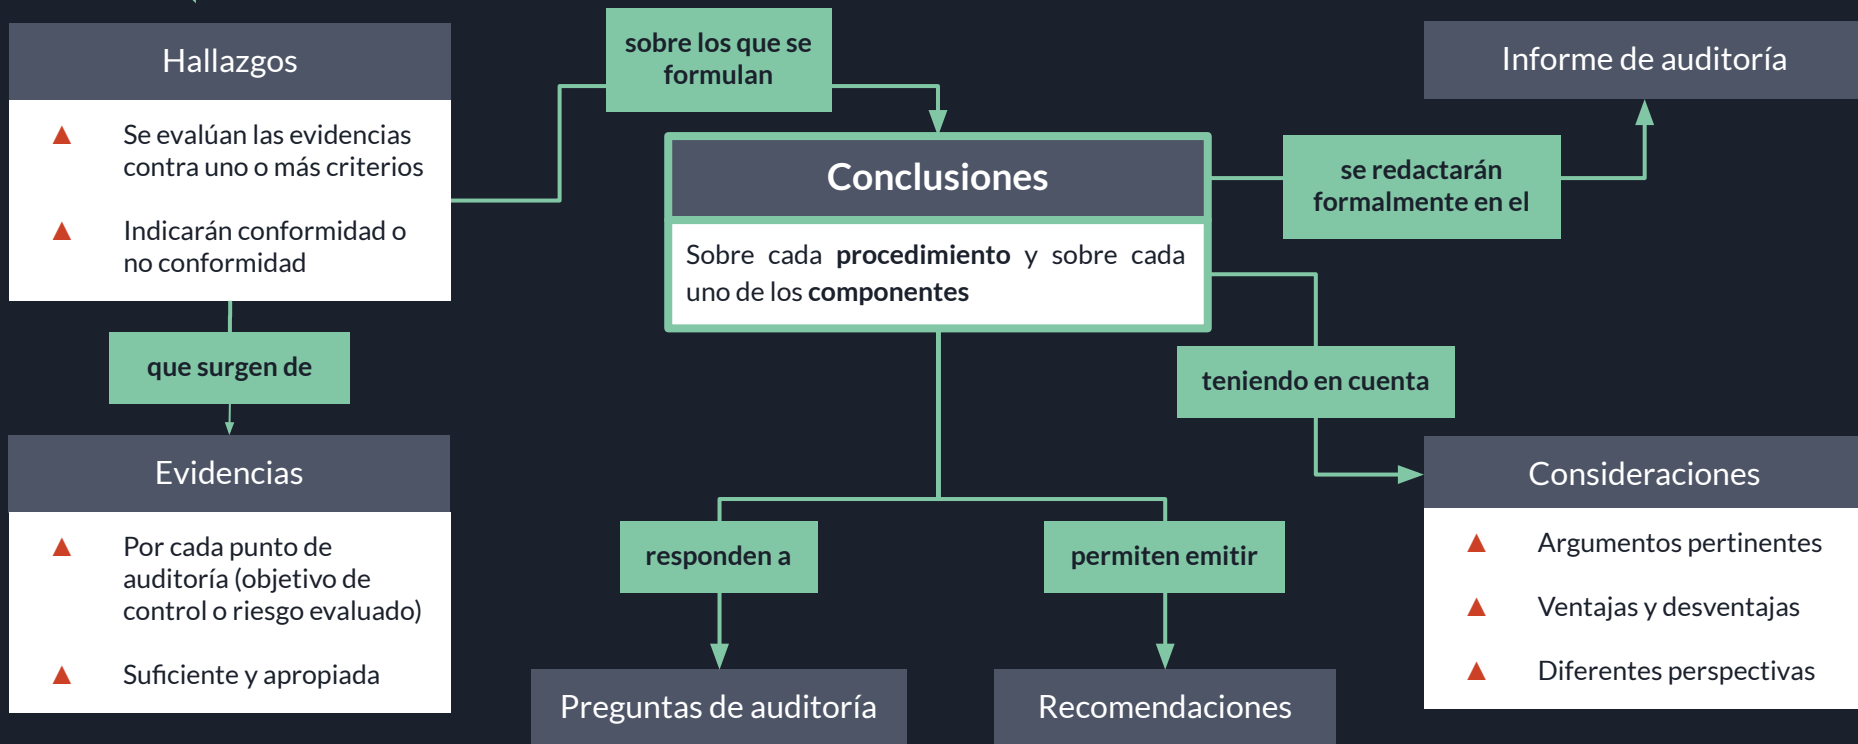 Hallazgos
Se evalúan las evidencias
contra uno o más criterios
Indicarán conformidad o
no conformidad
que surgen de
Evidencias
Por cada punto de
auditoría (objetivo de
control o riesgo evaluado)
Suficiente y apropiada
sobre los que se
formulan
Conclusiones
Sobre cada procedimiento y sobre cada
uno de los componentes
responden a
Preguntas de auditoría
permiten emitir
Recomendaciones
se redactarán
formalmente en el
Informe de auditoría
teniendo en cuenta
Consideraciones
Argumentos pertinentes
Ventajas y desventajas
Diferentes perspectivas